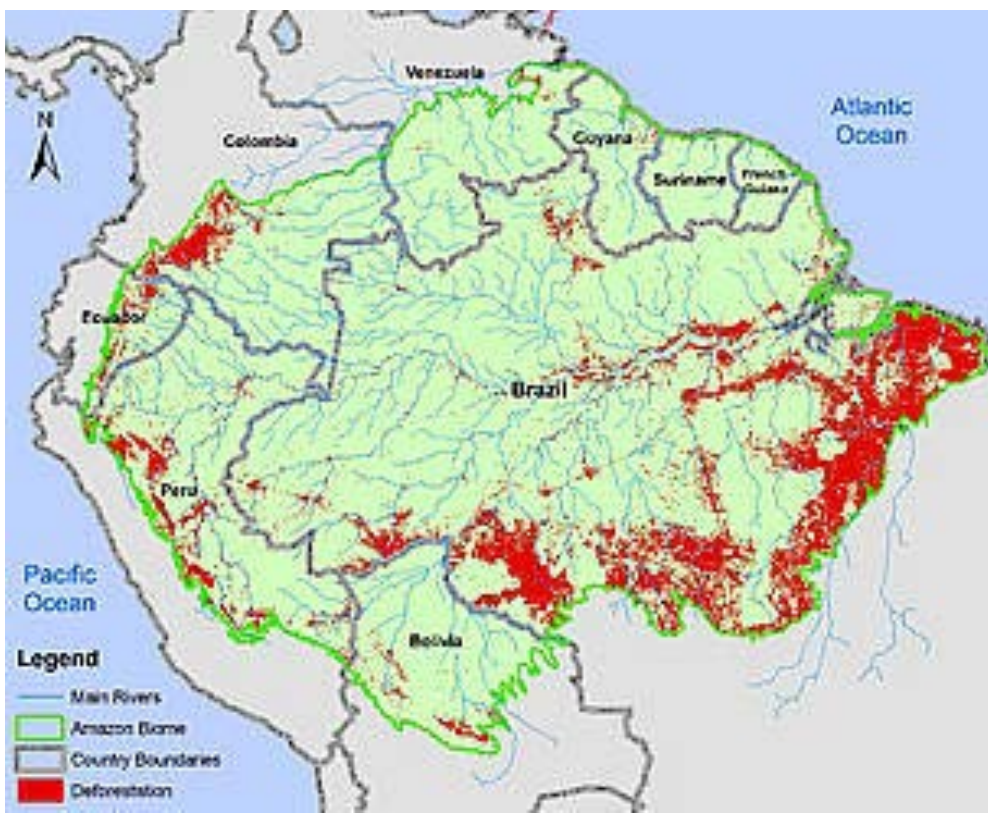 Venezuela
Atlantic
Ocean
N
Colombia
Guyana
Suriname
French
Guiana
Ecuador
Brazil
Peru
Pacific
Ocean
Bolivia
Legend
Main Rivers
Amazon Biome
Country Boundaries
Deforestation